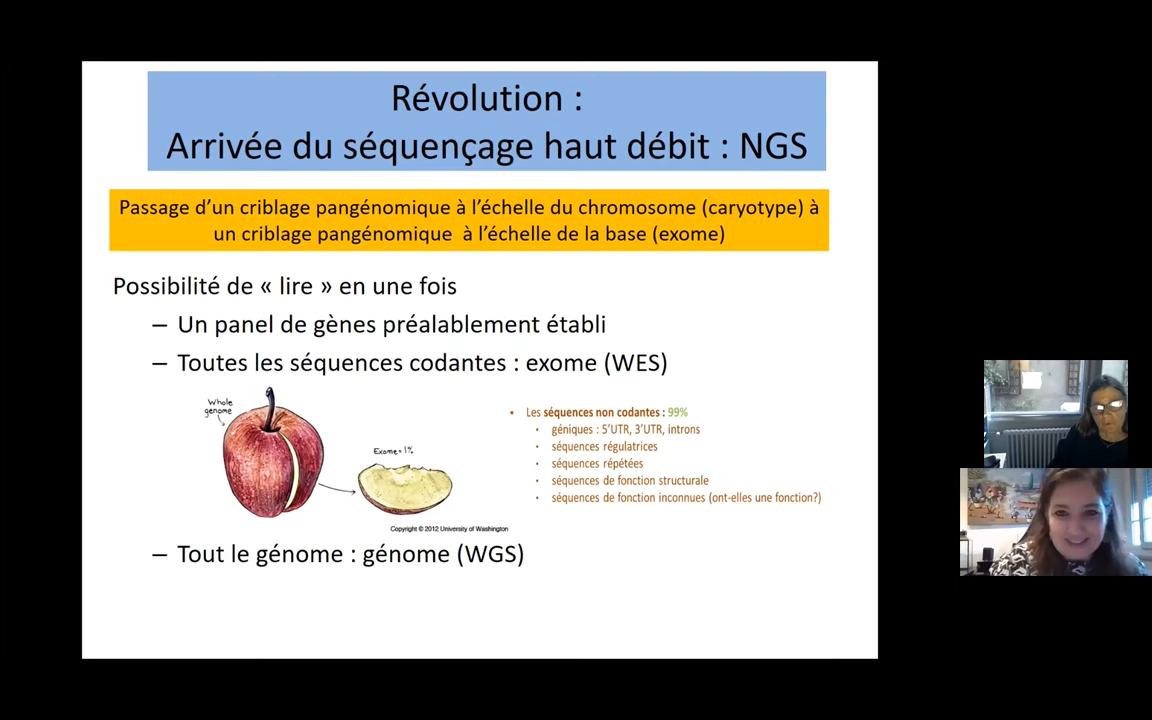 Révolution :
Arrivée du séquençage haut débit : NGS
Passage d’un criblage pangénomique à l’échelle du chromosome (caryotype) à
un criblage pangénomique à l’échelle de la base (exome)
Possibilité de « lire » en une fois
– Un panel de gènes préalablement établi
– Toutes les séquences codantes : exome (WES)
Whole
genome
Exome=1%
Copyright © 2012 University of Washington
• Les séquences non codantes : 99%
• géniques : 5’UTR, 3’UTR, introns
• séquences régulatrices
• séquences répétées
• séquences de fonction structurale
• séquences de fonction inconnues (ont-elles une fonction?)
– Tout le génome : génome (WGS)